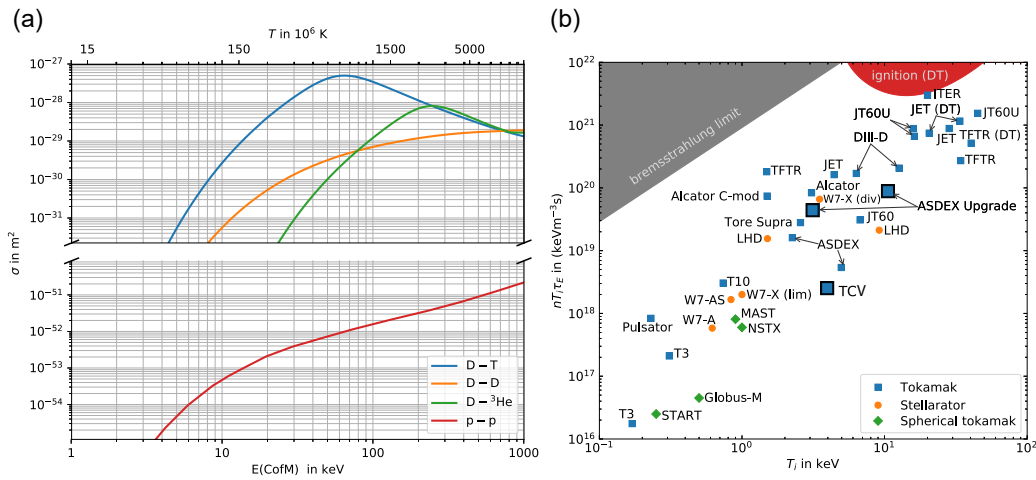 (a)
T in 10⁶ K
15
150
1500
5000
10⁻²⁷
10⁻²⁸
10⁻²⁹
10⁻³⁰
10⁻³¹
σ in m²
10⁻⁵¹
10⁻⁵²
10⁻⁵³
10⁻⁵⁴
D − T
D − D
D − ³He
p − p
1
10
100
1000
E(CofM) in keV
(b)
10²²
10²¹
10²⁰
10¹⁹
10¹⁸
10¹⁷
10¹⁶
nTᵢτ_E in (keVm⁻³s)
bremsstrahlung limit
ignition (DT)
ITER
JET (DT)
JT60U
JT60U
JET
TFTR (DT)
DIII-D
TFTR
JET
TFTR
Alcator
Alcator C-mod
W7-X (div)
ASDEX Upgrade
Tore Supra
JT60
LHD
LHD
ASDEX
T10
TCV
W7-X (lim)
W7-AS
MAST
W7-A
NSTX
Pulsator
T3
Globus-M
T3
START
Tokamak
Stellarator
Spherical tokamak
10⁻¹
10⁰
10¹
10²
Tᵢ in keV